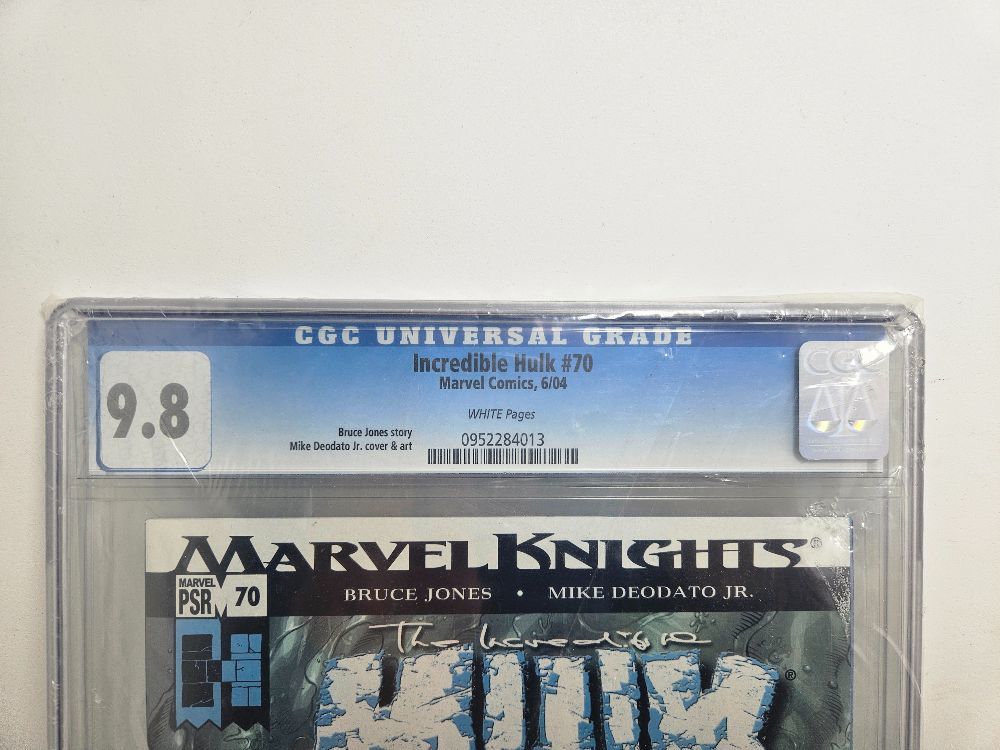 CGC UNIVERSAL GRADE
9.8
Incredible Hulk #70
Marvel Comics, 6/04
WHITE Pages
Bruce Jones story
Mike Deodato Jr. cover & art
0952284013
CGC
MARVEL KNIGHTS®
BRUCE JONES • MIKE DEODATO JR.
MARVEL
PSR 70
The Incredible
HULK®